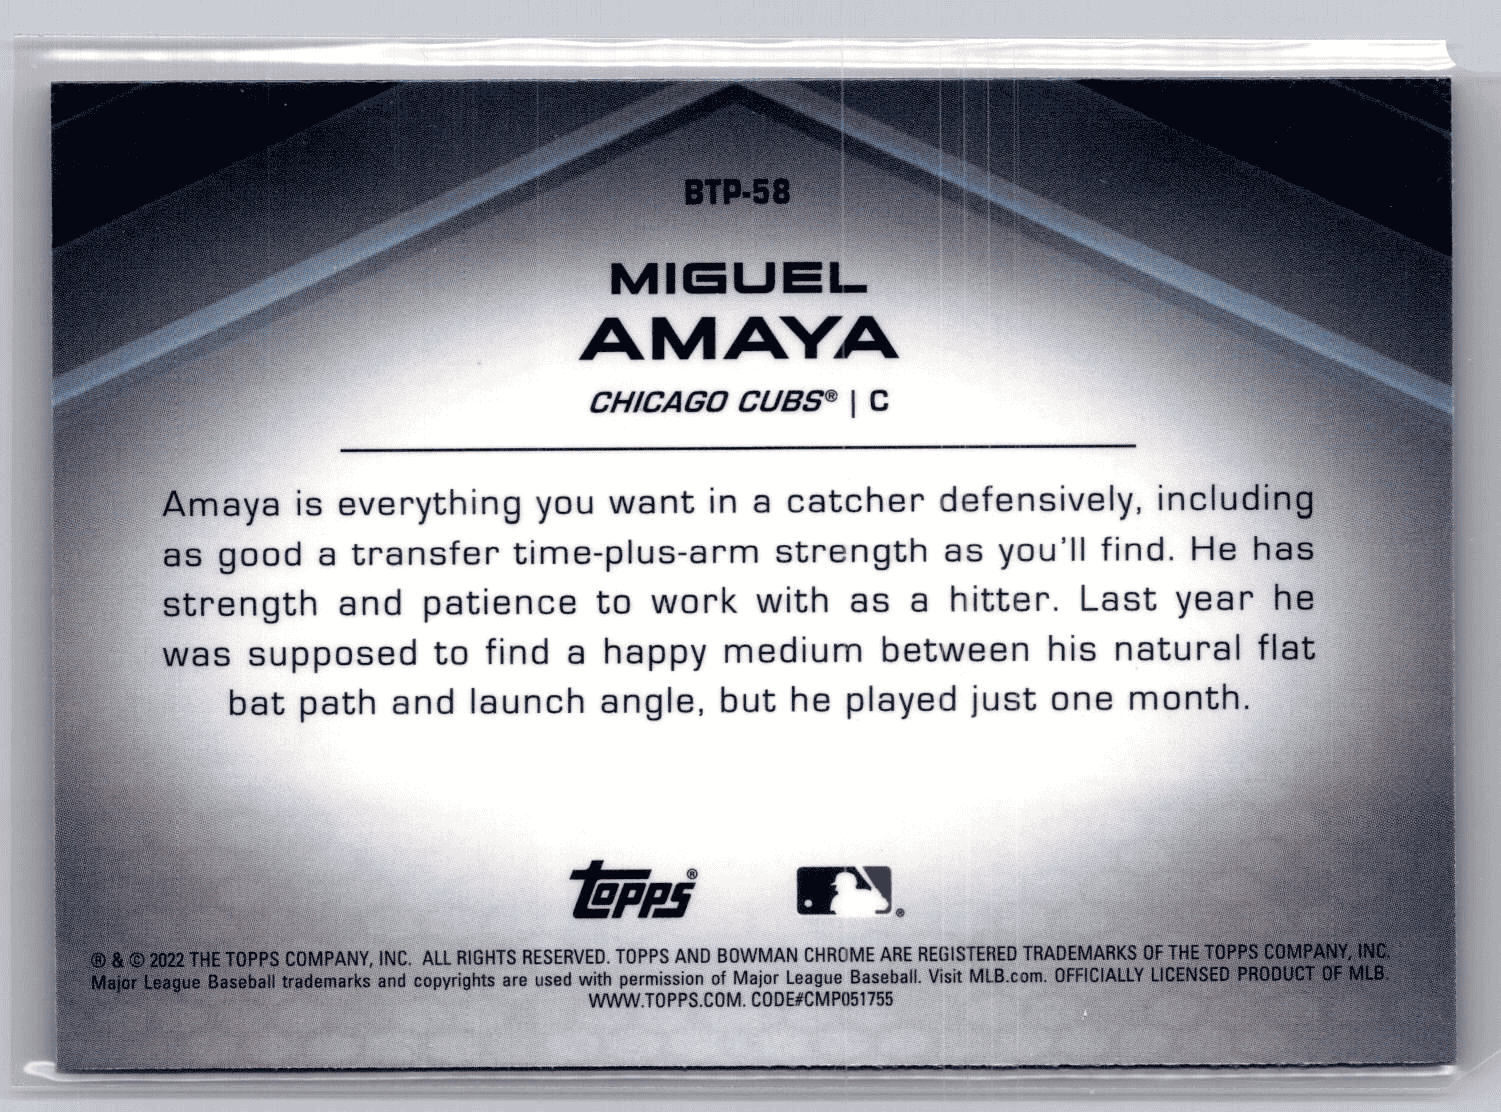 BTP-58
MIGUEL
AMAYA
CHICAGO CUBS® | C
Amaya is everything you want in a catcher defensively, including
as good a transfer time-plus-arm strength as you'll find. He has
strength and patience to work with as a hitter. Last year he
was supposed to find a happy medium between his natural flat
bat path and launch angle, but he played just one month.
topps® ®
® & © 2022 THE TOPPS COMPANY, INC. ALL RIGHTS RESERVED. TOPPS AND BOWMAN CHROME ARE REGISTERED TRADEMARKS OF THE TOPPS COMPANY, INC.
Major League Baseball trademarks and copyrights are used with permission of Major League Baseball. Visit MLB.com. OFFICIALLY LICENSED PRODUCT OF MLB.
WWW.TOPPS.COM. CODE#CMP051755